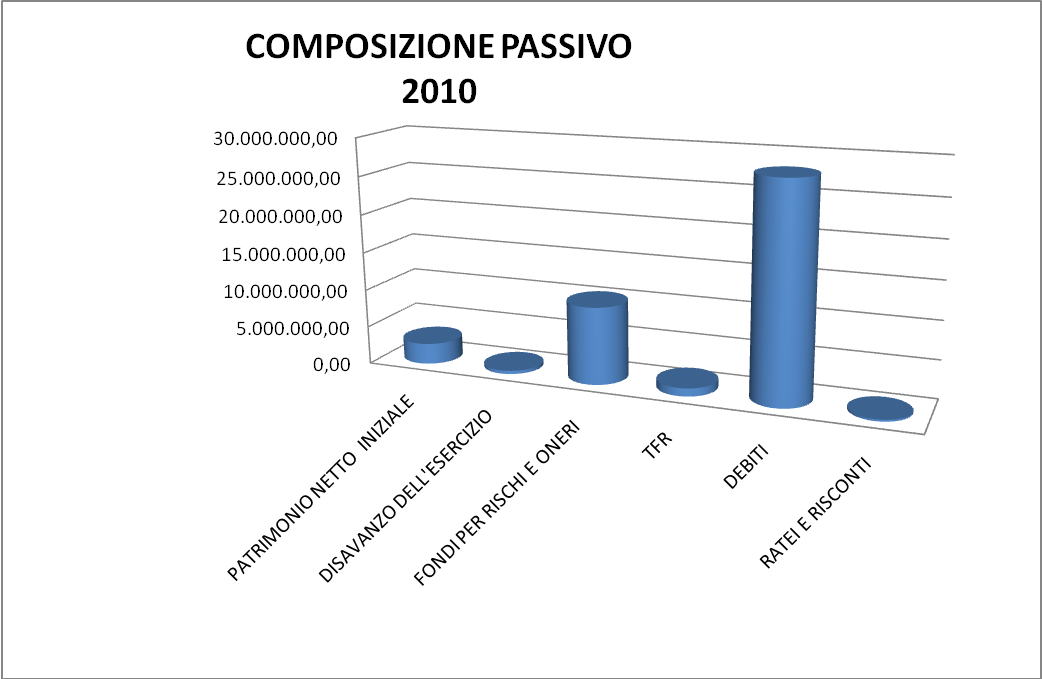 COMPOSIZIONE PASSIVO
2010
30.000.000,00
25.000.000,00
20.000.000,00
15.000.000,00
10.000.000,00
5.000.000,00
0,00
PATRIMONIO NETTO INIZIALE
DISAVANZO DELL'ESERCIZIO
FONDI PER RISCHI E ONERI
TFR
DEBITI
RATEI E RISCONTI